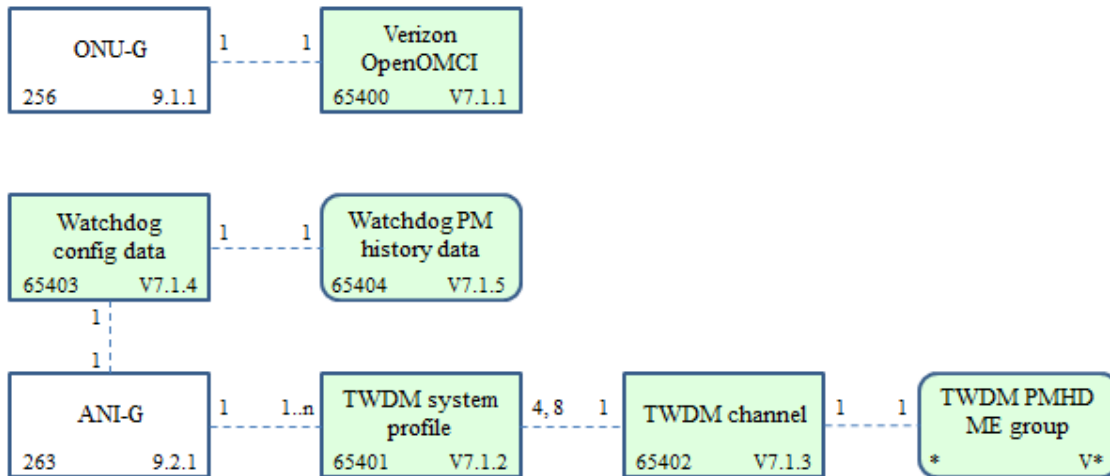 ONU-G
1 1
Verizon
OpenOMCI
256 9.1.1
65400 V7.1.1
Watchdog
config data
1 1
Watchdog PM
history data
65403 V7.1.4
65404 V7.1.5
1
1
ANI-G
1 1..n
TWDM system
profile
4, 8 1
TWDM channel
1 1
TWDM PMHD
ME group
263 9.2.1
65401 V7.1.2
65402 V7.1.3
* V*